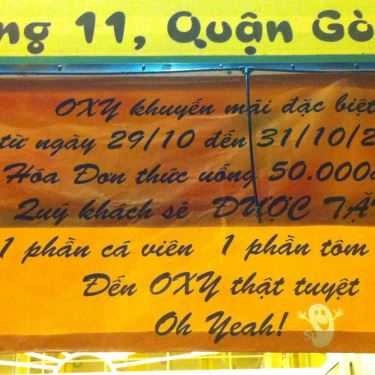 ng 11, Quận Gò
OXY khuyến mãi đặc biệt
từ ngày 29/10 đến 31/10/2
Hóa Đơn thức uống 50.000
Quý khách sẽ ĐƯỢC TẶ
1 phần cá viên 1 phần tôm
Đến OXY thật tuyệt
Oh Yeah!